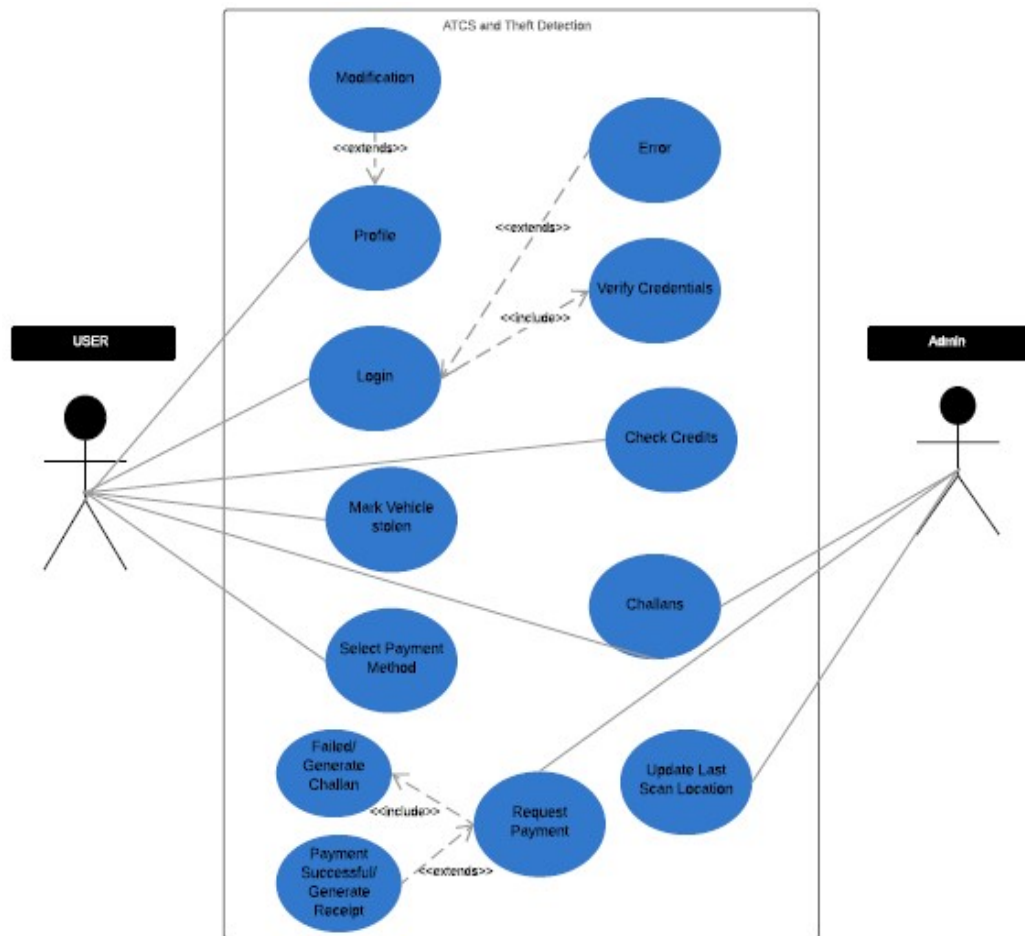 ATCS and Theft Detection
Modification
<<extends>>
Error
Profile
<<extends>>
Verify Credentials
<<include>>
USER
Admin
Login
Check Credits
Mark Vehicle
stolen
Challans
Select Payment
Method
Failed/
Generate
Challan
Update Last
Scan Location
<<include>>
Request
Payment
Payment
Successful/
Generate
Receipt
<<extends>>